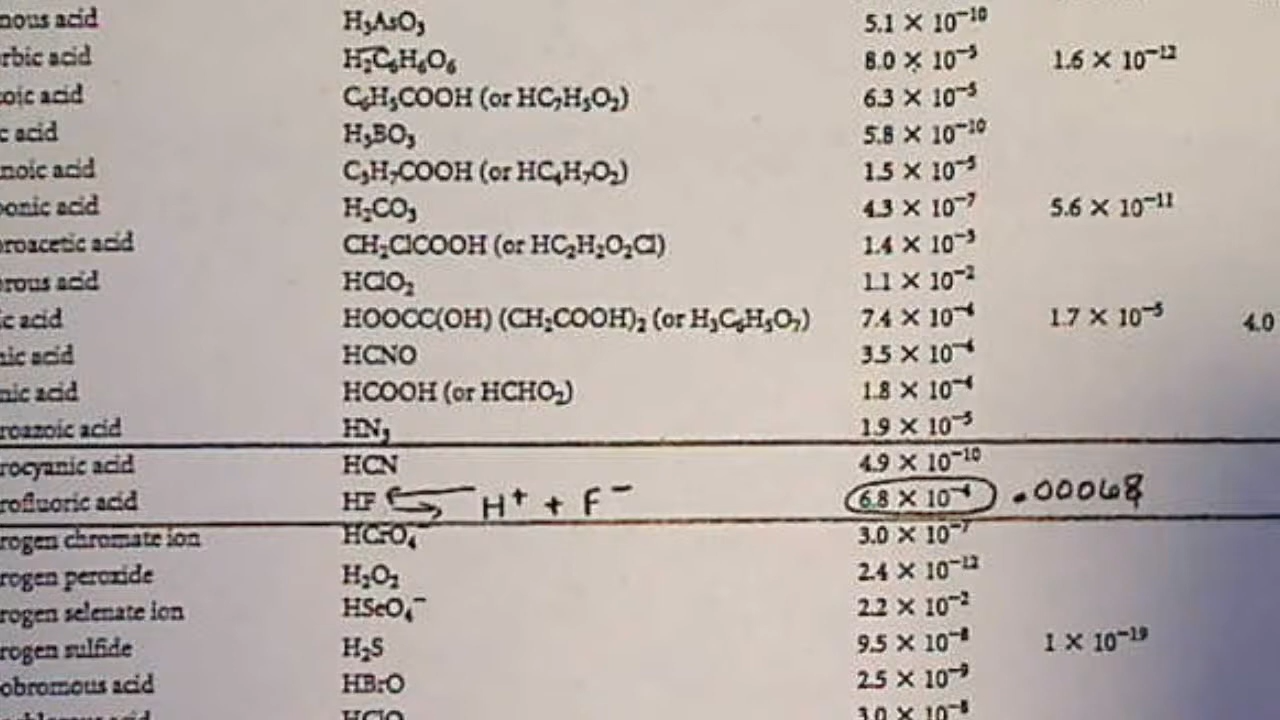 nous acid H₃AsO₃ 5.1 × 10⁻¹⁰
rbic acid H₂C₆H₆O₆ 8.0 × 10⁻⁵ 1.6 × 10⁻¹²
oic acid C₆H₅COOH (or HC₇H₅O₂) 6.3 × 10⁻⁵
c acid H₃BO₃ 5.8 × 10⁻¹⁰
noic acid C₃H₇COOH (or HC₄H₇O₂) 1.5 × 10⁻⁵
onic acid H₂CO₃ 4.3 × 10⁻⁷ 5.6 × 10⁻¹¹
roacetic acid CH₂ClCOOH (or HC₂H₂O₂Cl) 1.4 × 10⁻³
rous acid HClO₂ 1.1 × 10⁻²
ic acid HOOCC(OH) (CH₂COOH)₂ (or H₃C₆H₅O₇) 7.4 × 10⁻⁴ 1.7 × 10⁻⁵ 4.0
nic acid HCNO 3.5 × 10⁻⁴
nic acid HCOOH (or HCHO₂) 1.8 × 10⁻⁴
roazoic acid HN₃ 1.9 × 10⁻⁵
rocyanic acid HCN 4.9 × 10⁻¹⁰
rofluoric acid HF ⇌ H⁺ + F⁻ 6.8 × 10⁻⁴ .00068
rogen chromate ion HCrO₄⁻ 3.0 × 10⁻⁷
rogen peroxide H₂O₂ 2.4 × 10⁻¹²
rogen selenate ion HSeO₄⁻ 2.2 × 10⁻²
rogen sulfide H₂S 9.5 × 10⁻⁸ 1 × 10⁻¹⁹
obromous acid HBrO 2.5 × 10⁻⁹
acid HClO 3.0 × 10⁻⁸